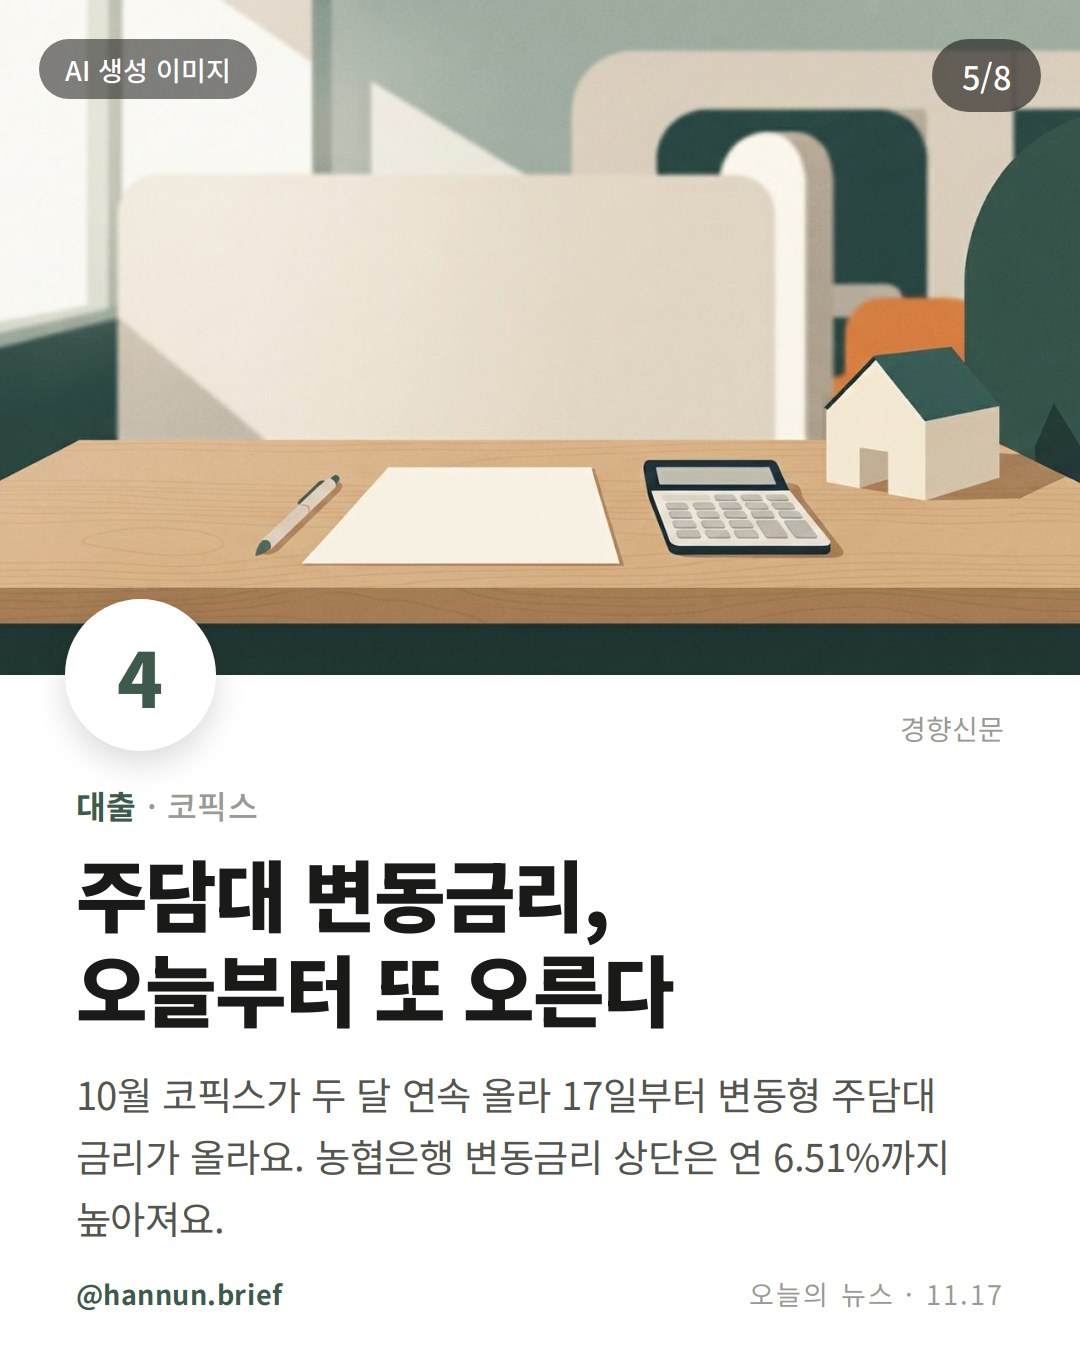 AI 생성 이미지
5/8
4
경향신문
대출 · 코픽스
주담대 변동금리,
오늘부터 또 오른다
10월 코픽스가 두 달 연속 올라 17일부터 변동형 주담대
금리가 올라요. 농협은행 변동금리 상단은 연 6.51%까지
높아져요.
@hannun.brief
오늘의 뉴스 · 11.17